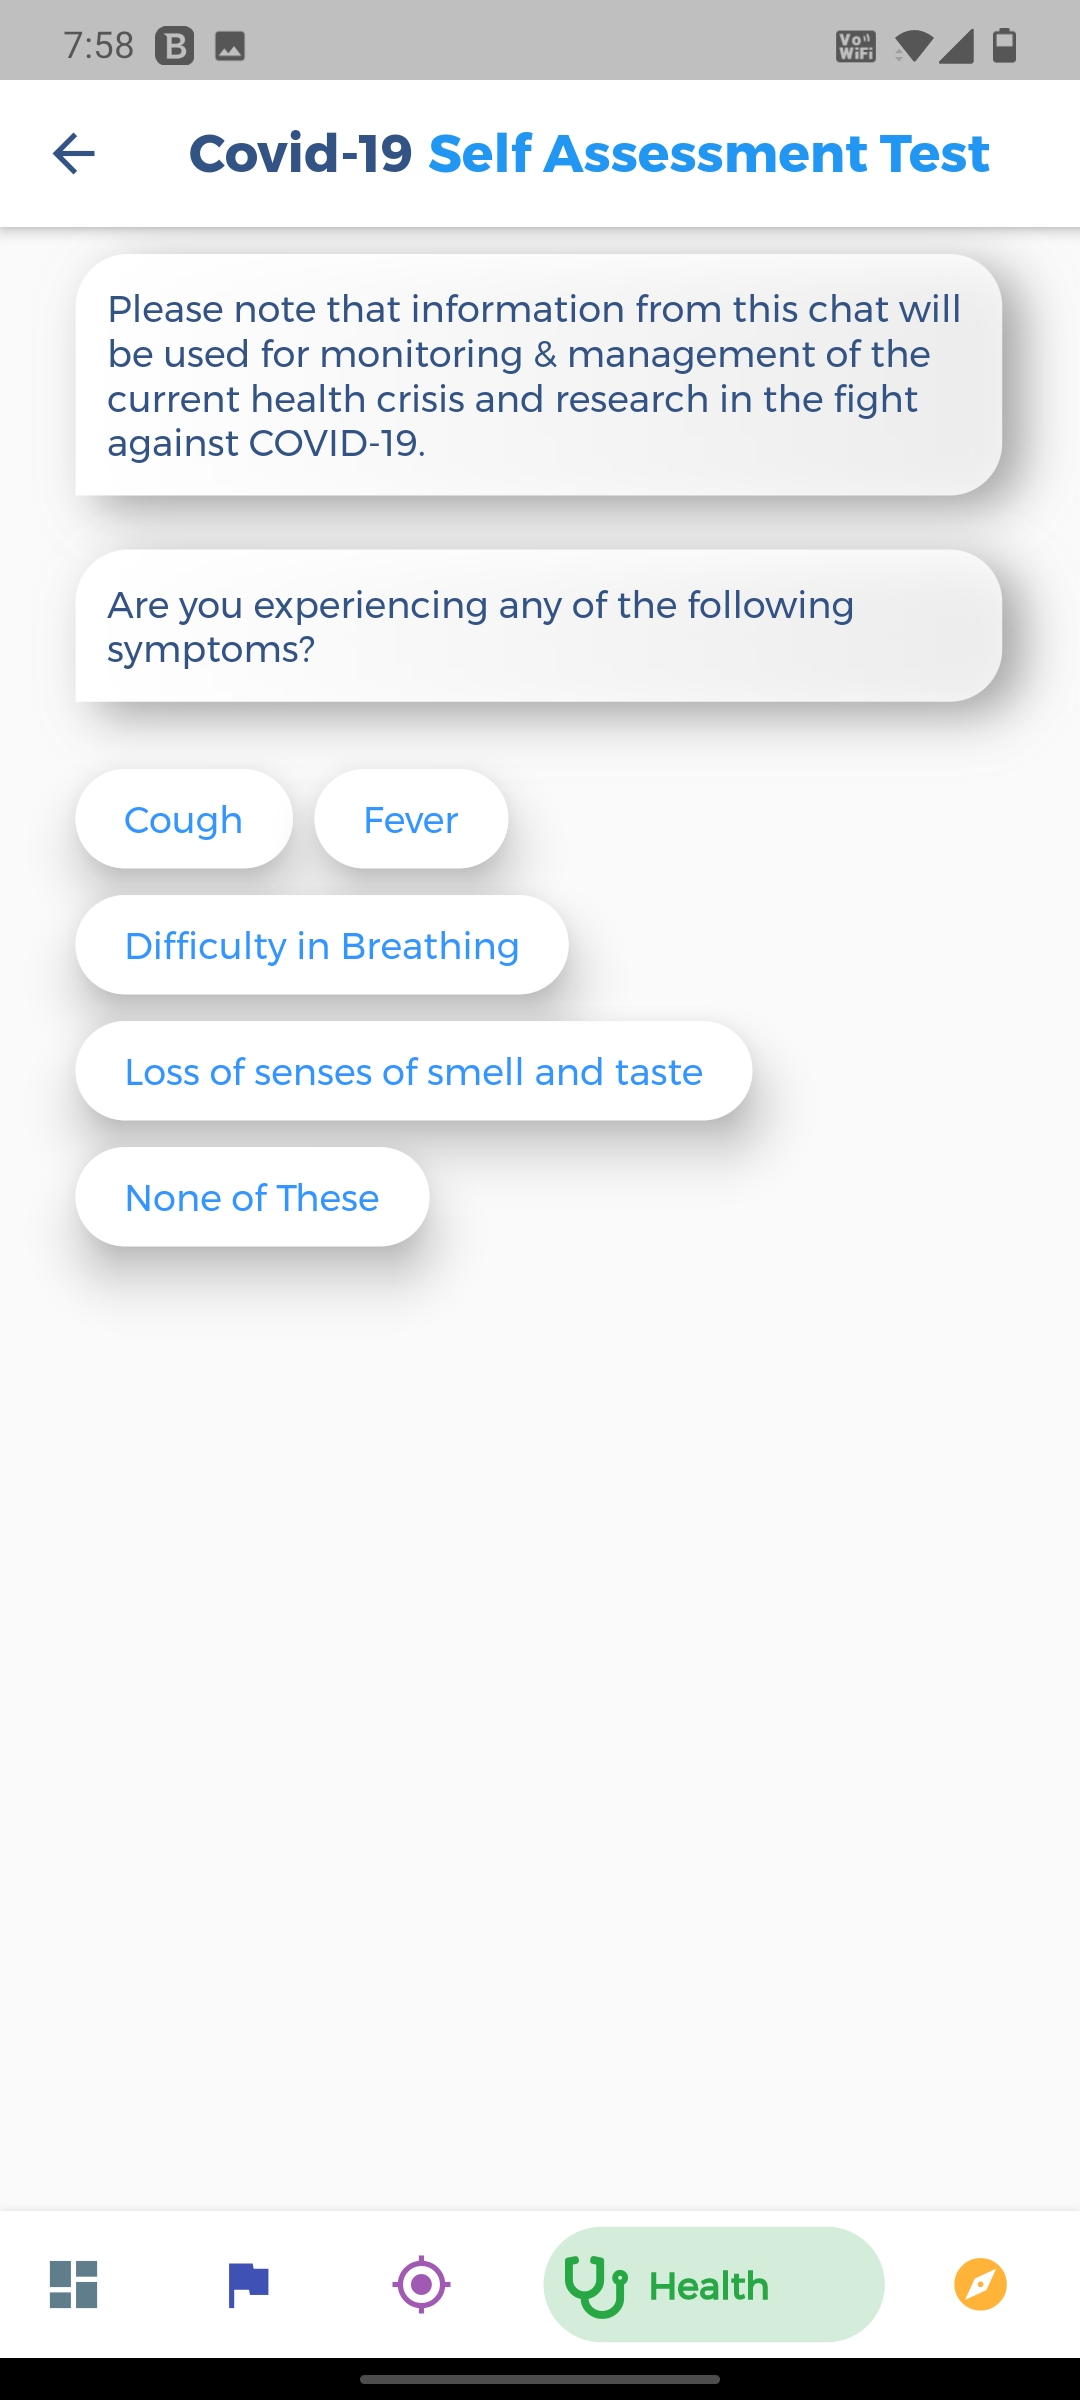 7:58 B Vo WiFi
Covid-19 Self Assessment Test
Please note that information from this chat will
be used for monitoring & management of the
current health crisis and research in the fight
against COVID-19.
Are you experiencing any of the following
symptoms?
Cough Fever
Difficulty in Breathing
Loss of senses of smell and taste
None of These
Health